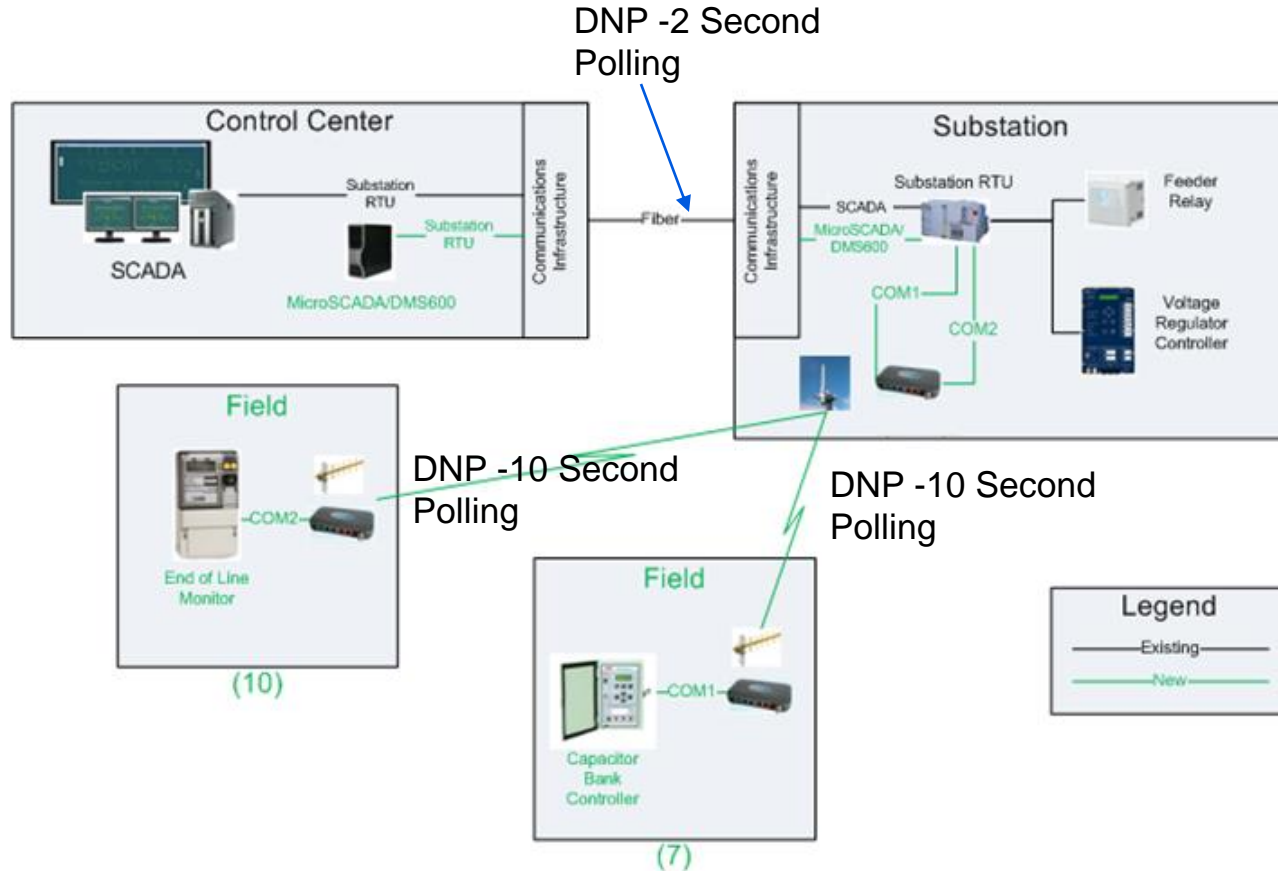 DNP -2 Second
Polling
Control Center
Substation
RTU
Substation
RTU
SCADA
MicroSCADA/DMS600
Communications
Infrastructure
Fiber
Communications
Infrastructure
Substation
Substation RTU
SCADA
MicroSCADA/
DMS600
COM1
COM2
Feeder
Relay
Voltage
Regulator
Controller
Field
DNP -10 Second
Polling
COM2
End of Line
Monitor
(10)
DNP -10 Second
Polling
Field
COM1
Capacitor
Bank
Controller
(7)
Legend
Existing
New